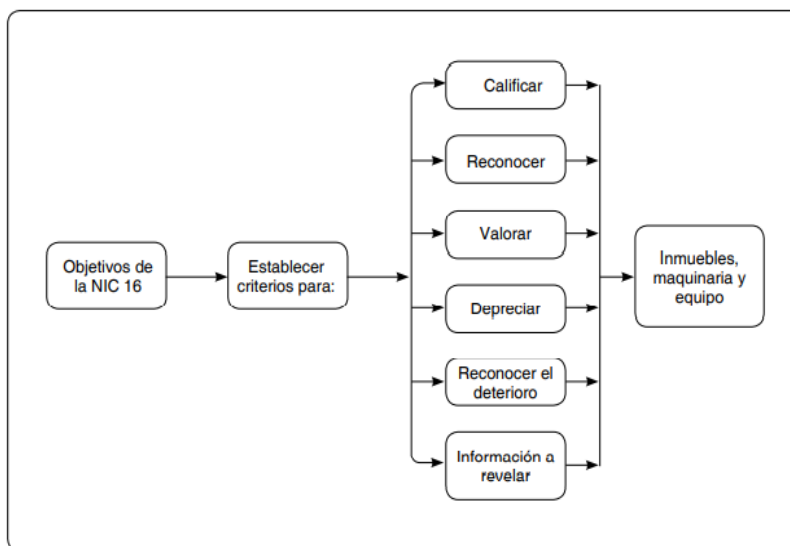 Objetivos de
la NIC 16
Establecer
criterios para:
Calificar
Reconocer
Valorar
Depreciar
Reconocer el
deterioro
Información a
revelar
Inmuebles,
maquinaria y
equipo